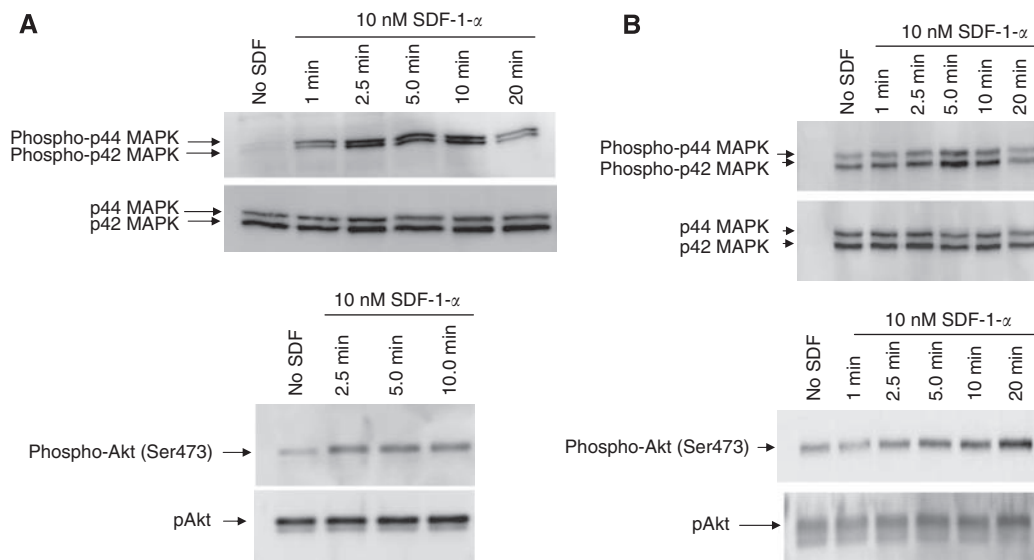 A
10 nM SDF-1-α
No SDF
1 min
2.5 min
5.0 min
10 min
20 min
Phospho-p44 MAPK
Phospho-p42 MAPK
p44 MAPK
p42 MAPK
10 nM SDF-1-α
No SDF
2.5 min
5.0 min
10.0 min
Phospho-Akt (Ser473)
pAkt
B
10 nM SDF-1-α
No SDF
1 min
2.5 min
5.0 min
10 min
20 min
Phospho-p44 MAPK
Phospho-p42 MAPK
p44 MAPK
p42 MAPK
10 nM SDF-1-α
No SDF
1 min
2.5 min
5.0 min
10 min
20 min
Phospho-Akt (Ser473)
pAkt